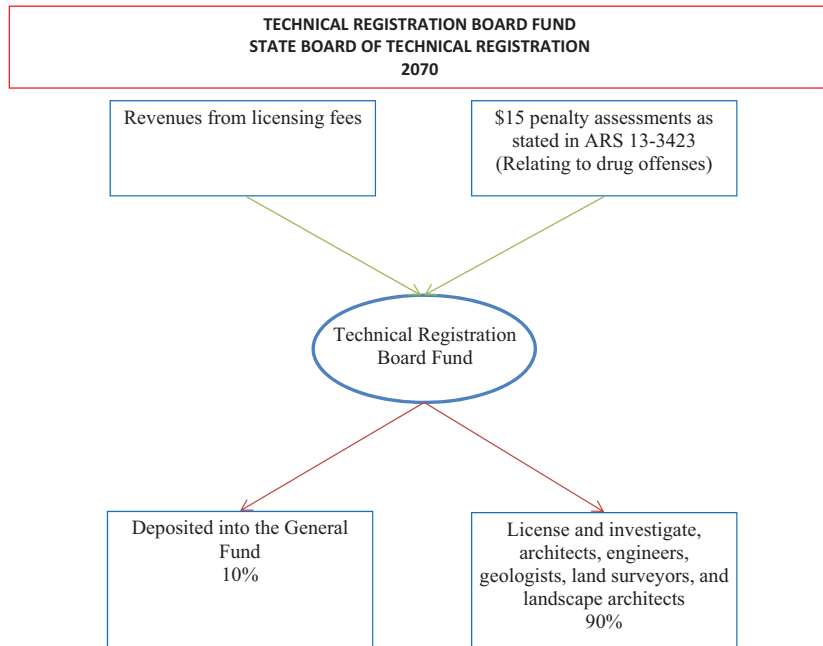 TECHNICAL REGISTRATION BOARD FUND
STATE BOARD OF TECHNICAL REGISTRATION
2070
Revenues from licensing fees
$15 penalty assessments as
stated in ARS 13-3423
(Relating to drug offenses)
Technical Registration
Board Fund
Deposited into the General
Fund
10%
License and investigate,
architects, engineers,
geologists, land surveyors, and
landscape architects
90%